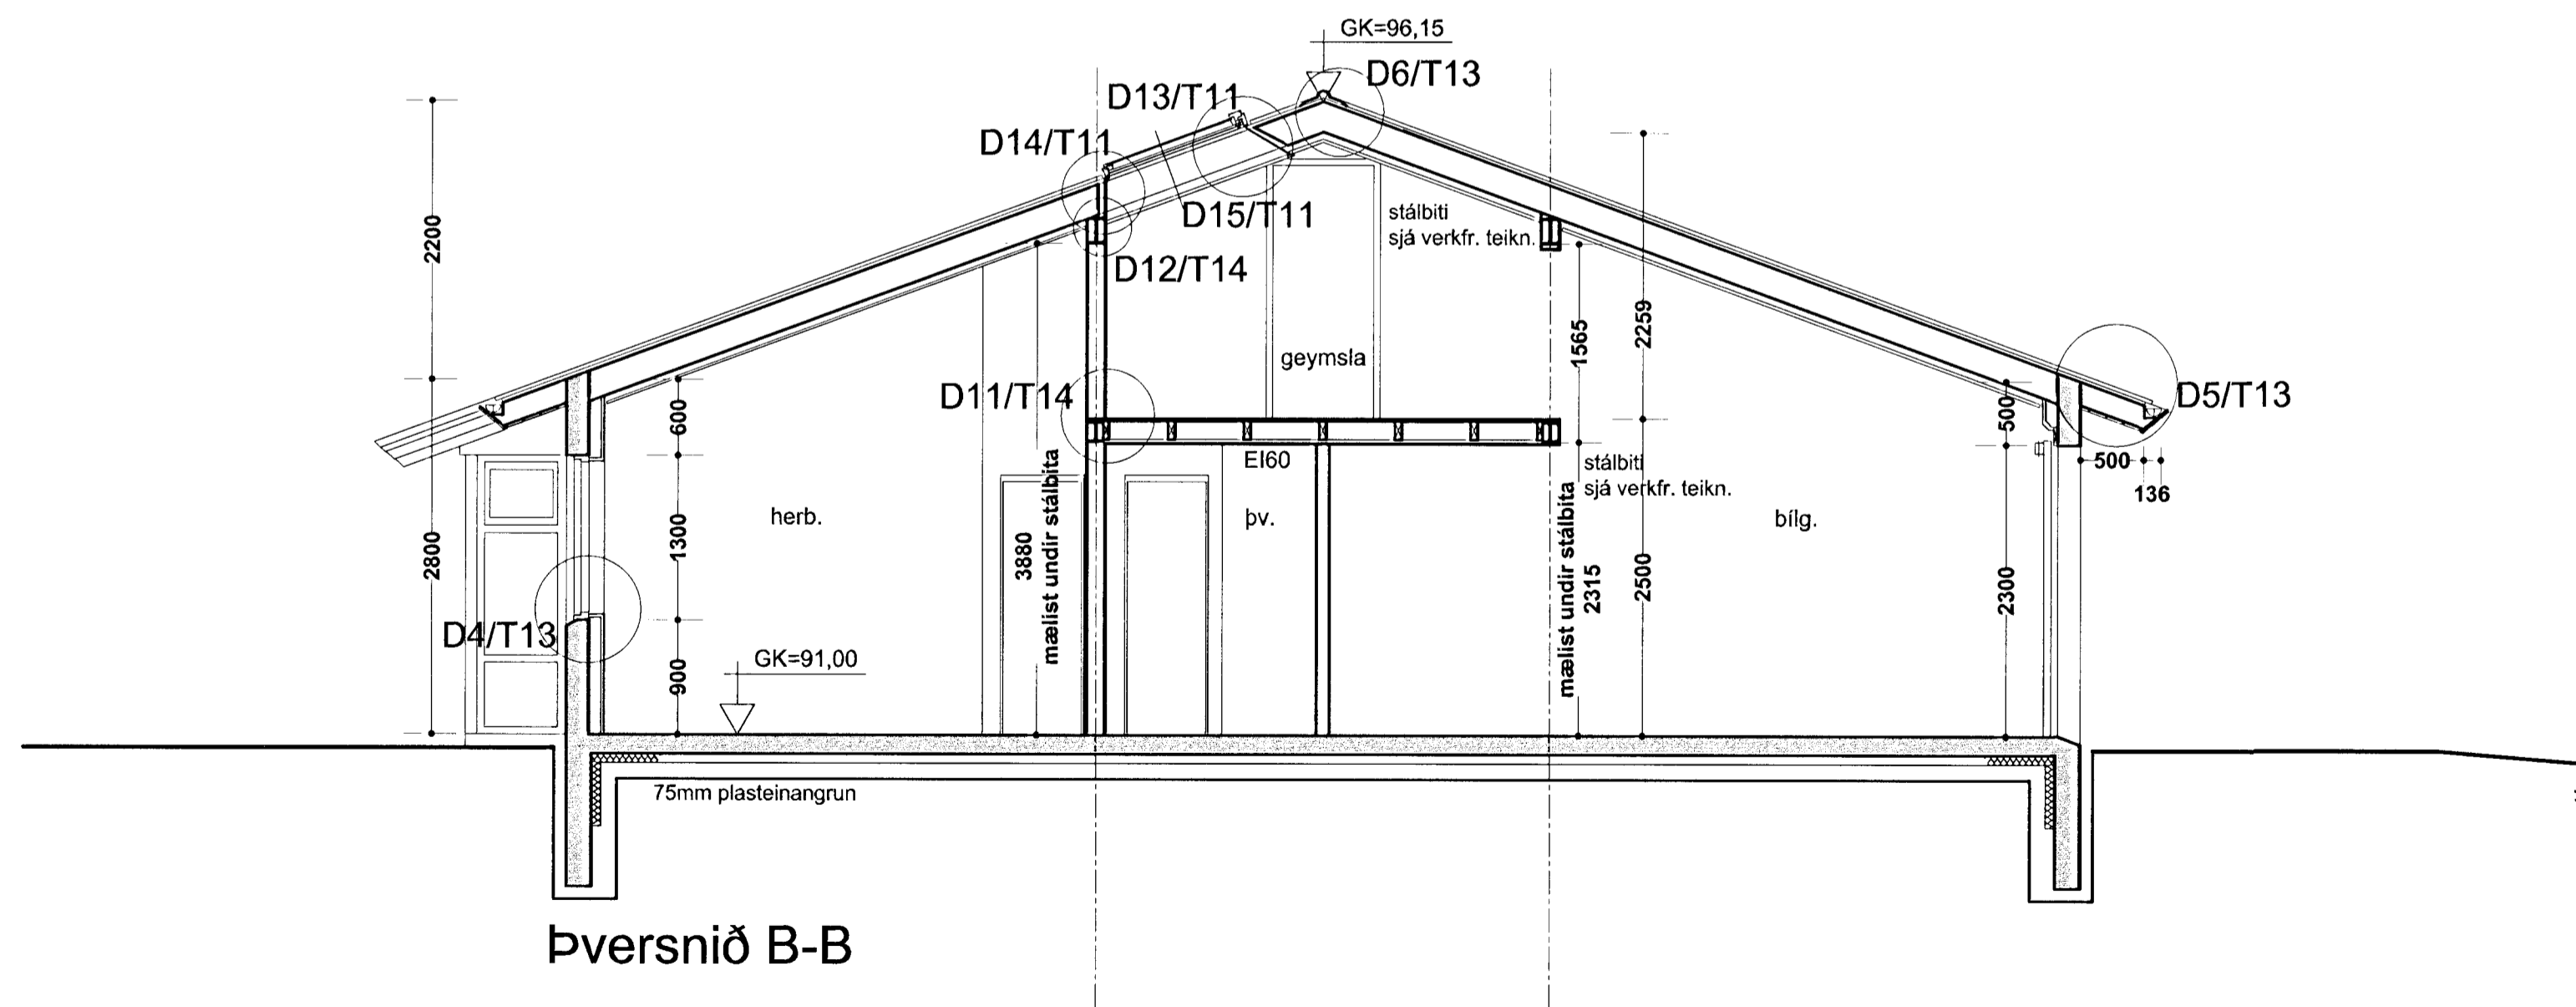 GK=96,15
D6/T13
D13/T11
D14/T11
D15/T11
stálbiti
sjá verkfr. teikn.
2200
D12/T14
2259
1565
geymsla
D11/T14
600
500
D5/T13
EI60
stálbiti
sjá verkfr. teikn.
500
136
herb.
þv.
bílg.
2800
1300
3880
mælist undir stálbita
mælist undir stálbita
2315
2500
2300
D4/T13
GK=91,00
900
75mm plasteinangrun
Þversnið B-B